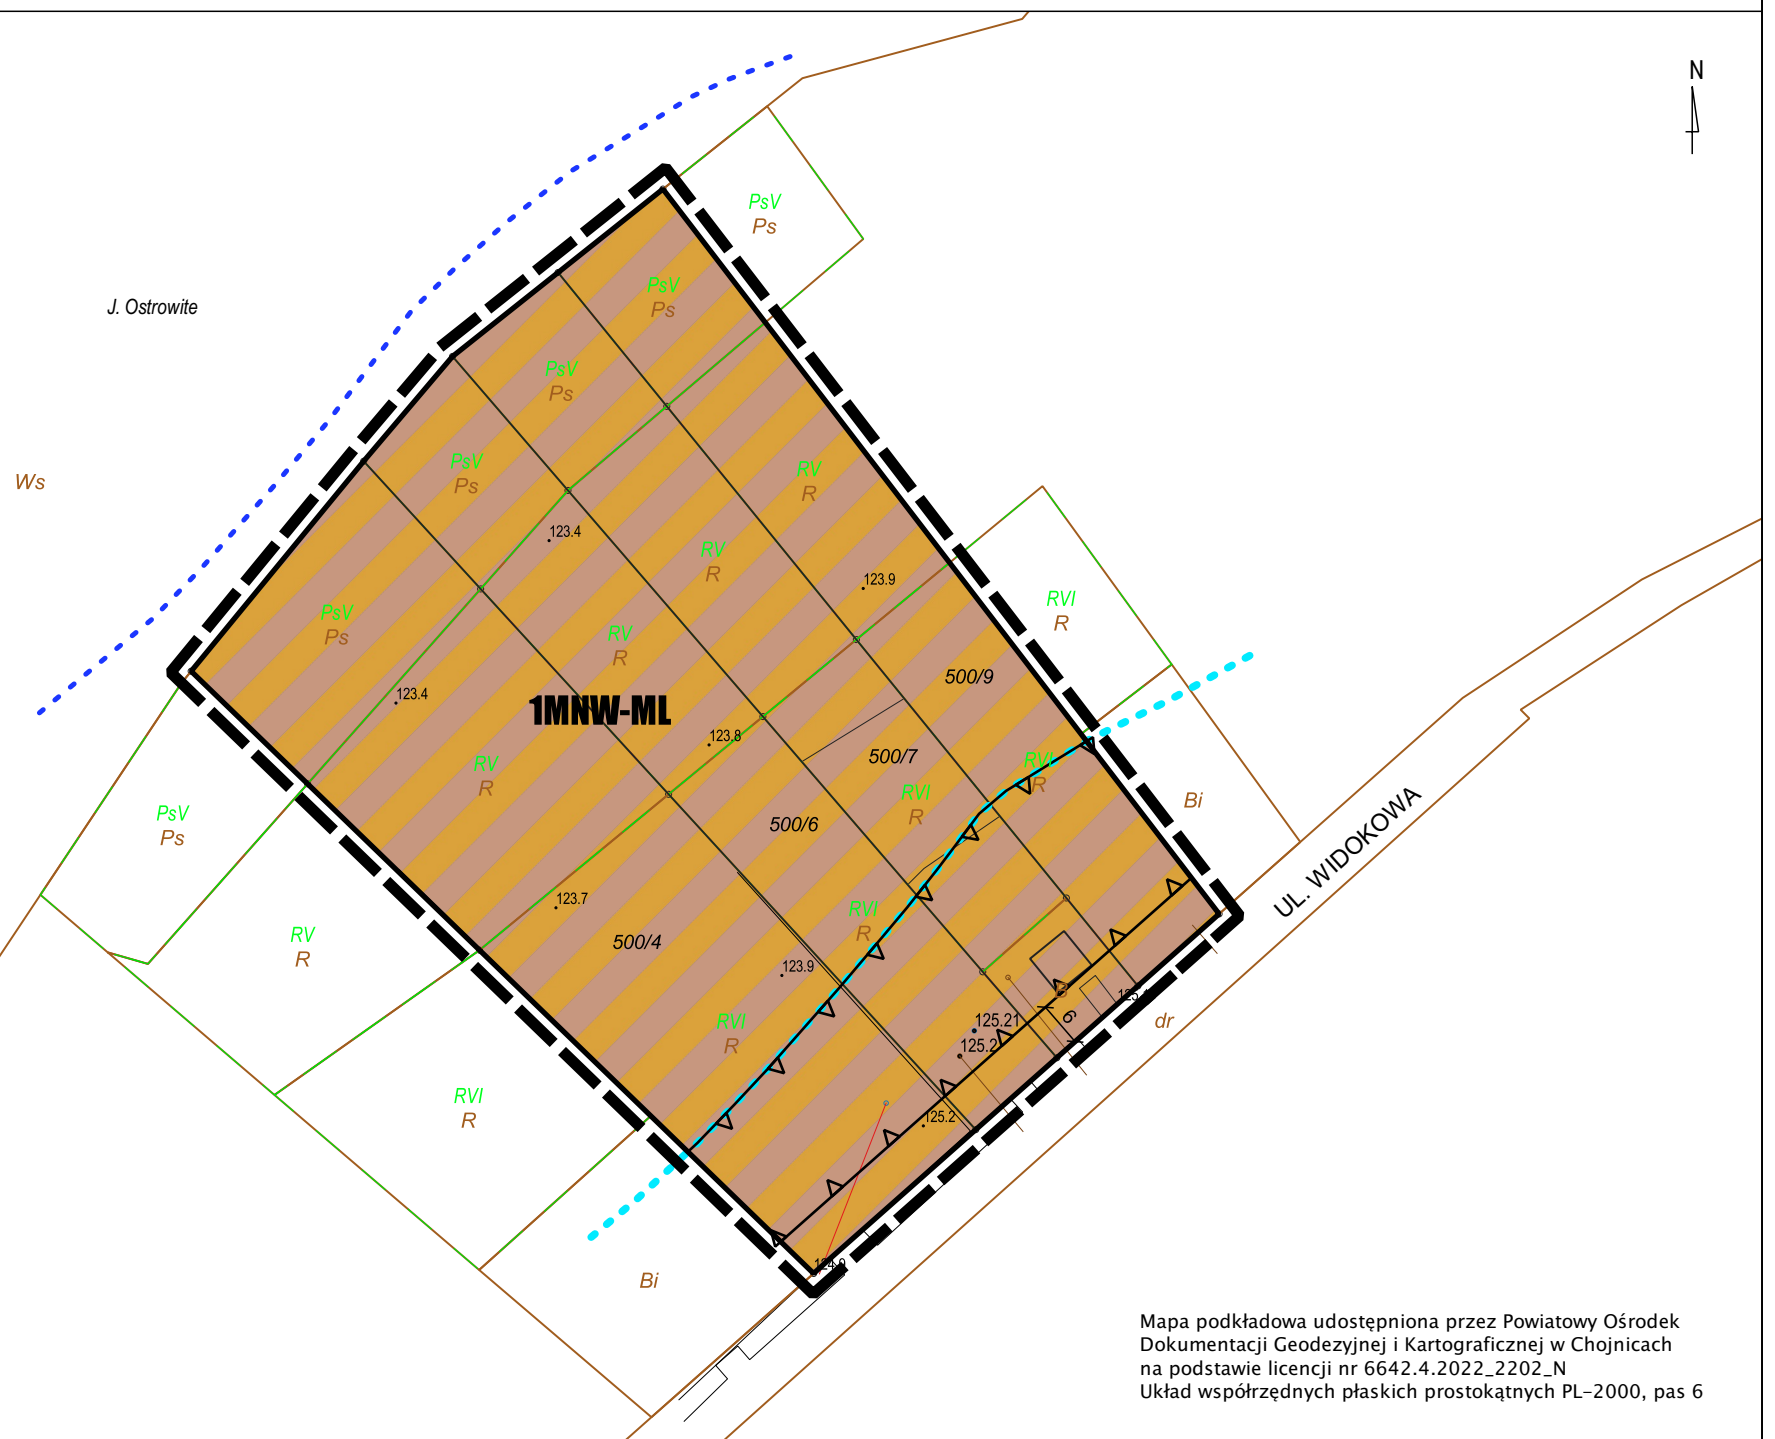 N
PsV
Ps
PsV
Ps
J. Ostrowite
PsV
Ps
PsV
Ps
Ws
RV
R
123.4
RV
R
123.9
RVI
R
PsV
Ps
RV
R
500/9
123.4
1MNW-ML
123.8
500/7
RV
R
RVI
R
RVI
R
Bi
500/6
PsV
Ps
UL. WIDOKOWA
123.7
RVI
R
RV
R
500/4
123.9
B
dr
6
125.21
125.2
RVI
R
RVI
R
125.2
124.9
Bi
Mapa podkładowa udostępniona przez Powiatowy Ośrodek
Dokumentacji Geodezyjnej i Kartograficznej w Chojnicach
na podstawie licencji nr 6642.4.2022_2202_N
Układ współrzędnych płaskich prostokątnych PL-2000, pas 6